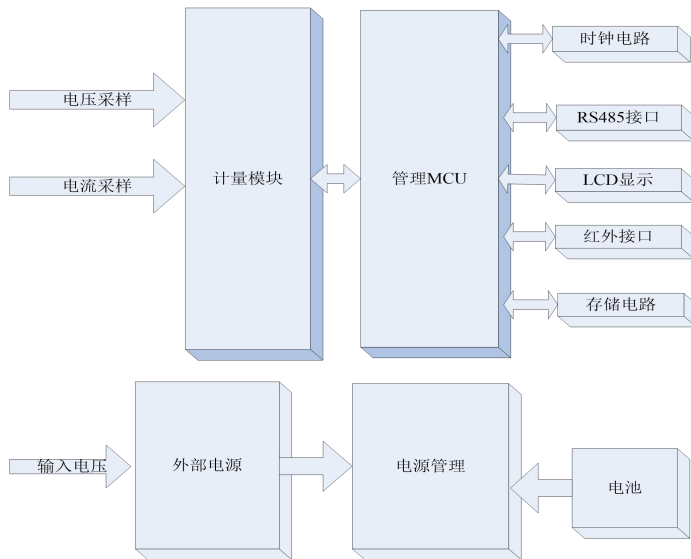 时钟电路
电压采样
RS485接口
电流采样
计量模块
管理MCU
LCD显示
红外接口
存储电路
输入电压
外部电源
电源管理
电池